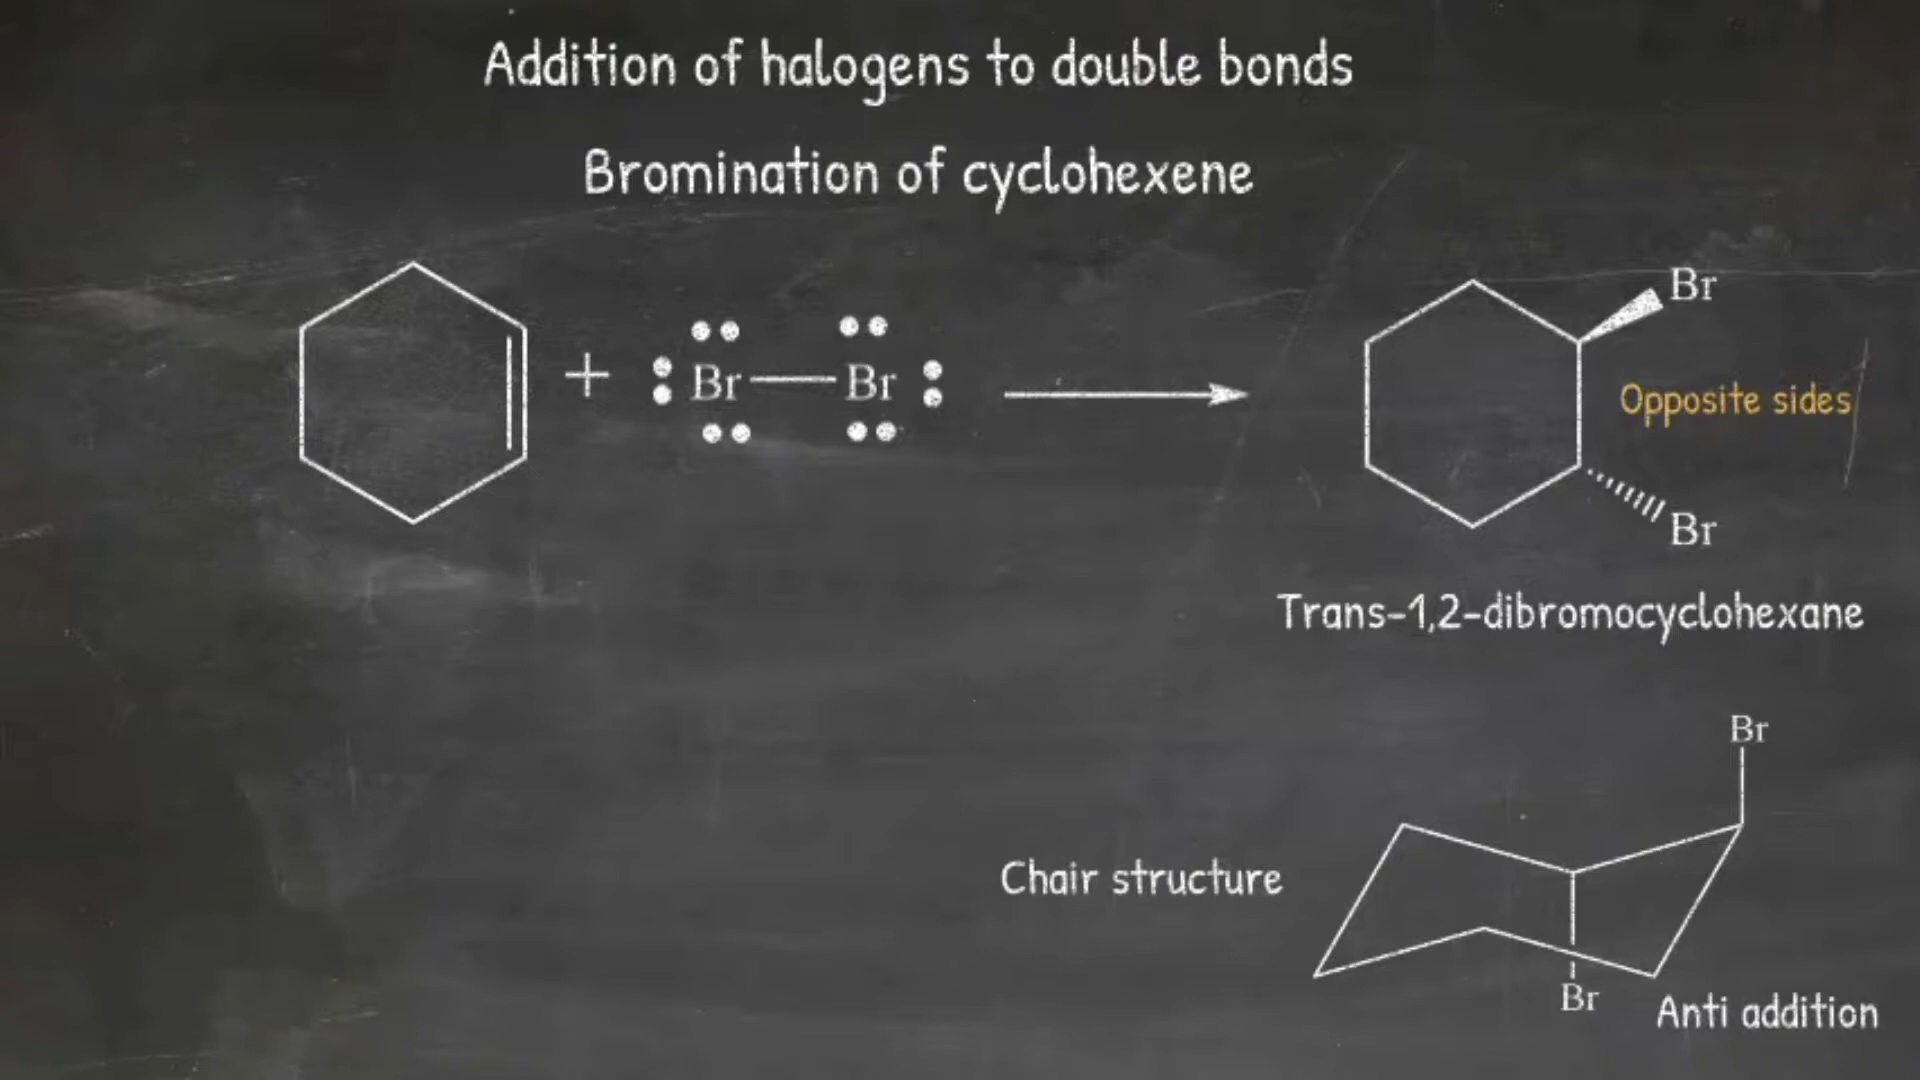 Addition of halogens to double bonds
Bromination of cyclohexene
Br
+ Br Br
Opposite sides
Br
Trans-1,2-dibromocyclohexane
Br
Chair structure
Br
Anti addition